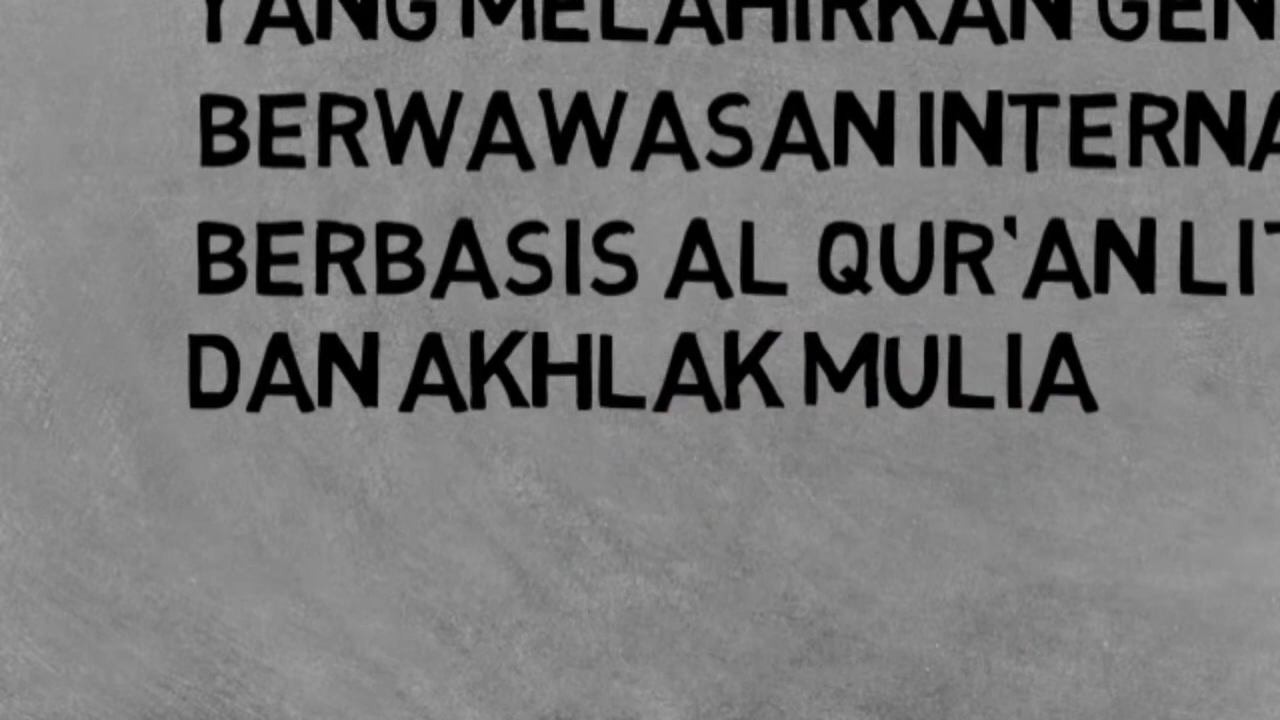 YANG MELAHIRKAN
BERWAWASAN
BERBASIS AL QUR'AN
DAN AKHLAK MULIA